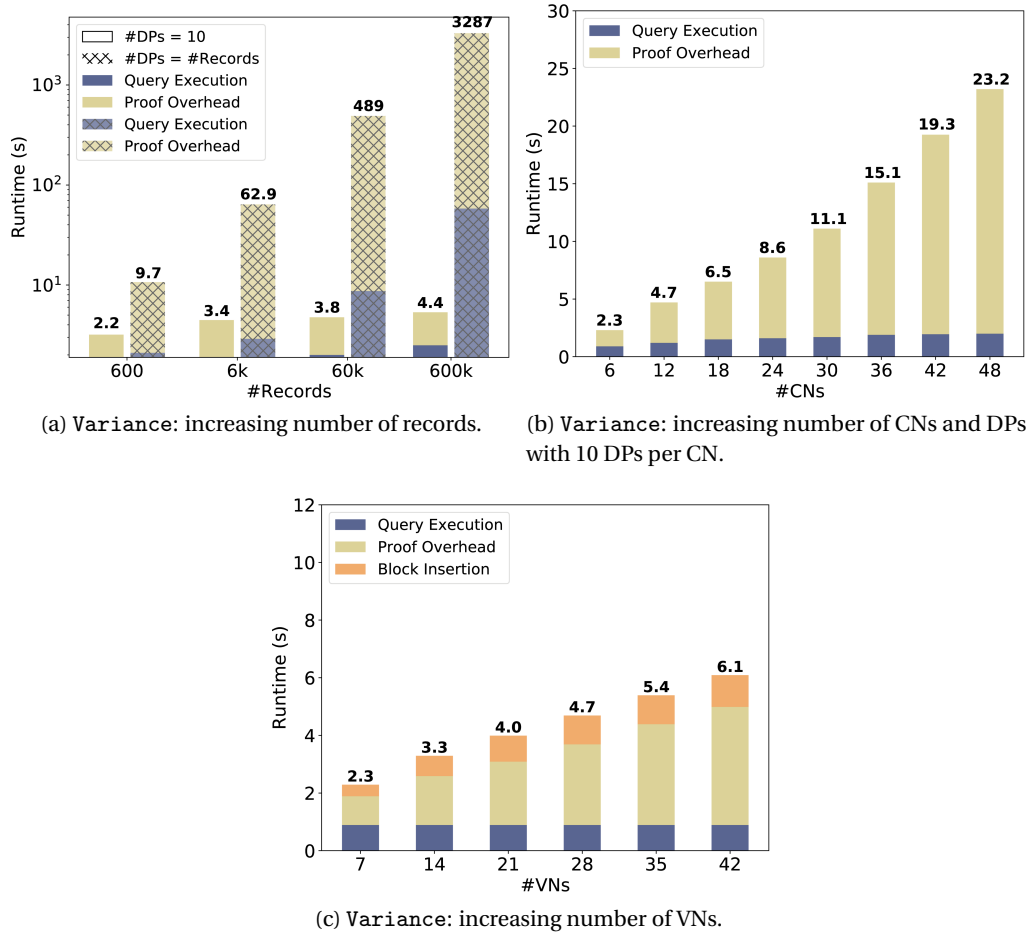 #DPs = 10
#DPs = #Records
Query Execution
Proof Overhead
Query Execution
Proof Overhead
Runtime (s)
10³
10²
10¹
2.2
9.7
3.4
62.9
3.8
489
4.4
3287
600
6k
60k
600k
#Records
(a) Variance: increasing number of records.
Query Execution
Proof Overhead
Runtime (s)
30
25
20
15
10
5
0
2.3
4.7
6.5
8.6
11.1
15.1
19.3
23.2
6
12
18
24
30
36
42
48
#CNs
(b) Variance: increasing number of CNs and DPs
with 10 DPs per CN.
Query Execution
Proof Overhead
Block Insertion
Runtime (s)
12
10
8
6
4
2
0
2.3
3.3
4.0
4.7
5.4
6.1
7
14
21
28
35
42
#VNs
(c) Variance: increasing number of VNs.